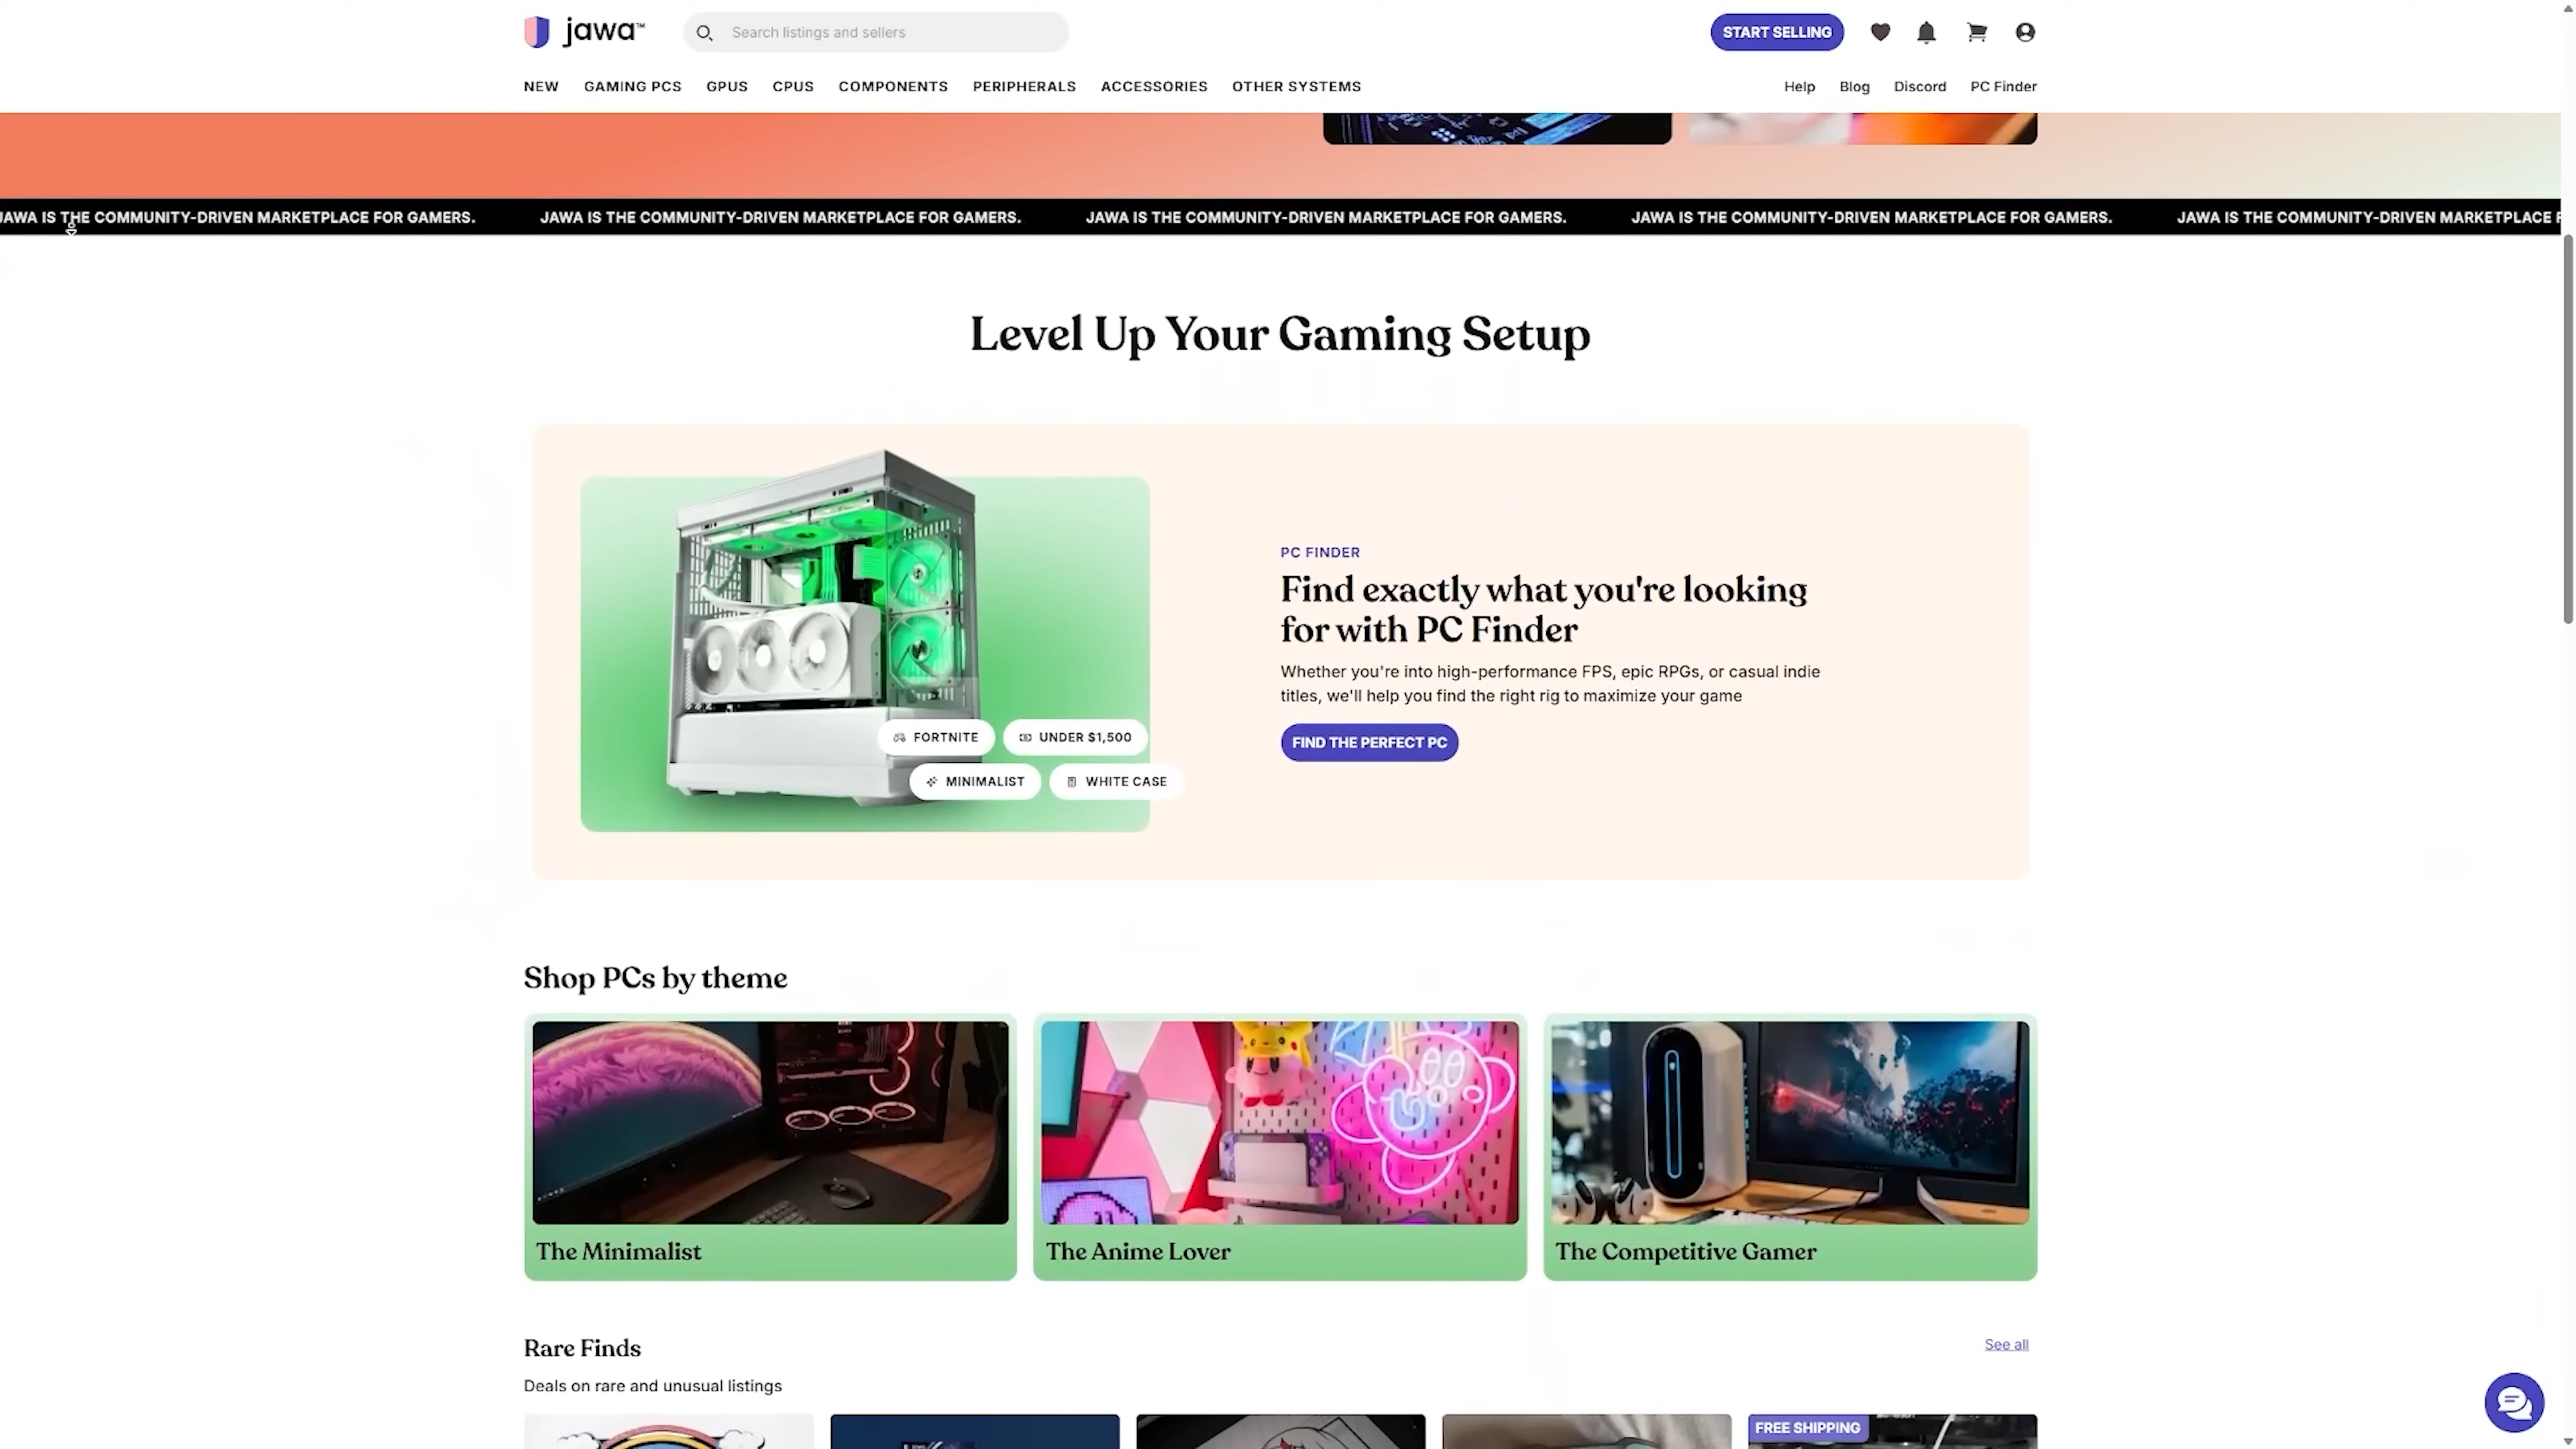 jawa™
Search listings and sellers
START SELLING
NEW GAMING PCS GPUS CPUS COMPONENTS PERIPHERALS ACCESSORIES OTHER SYSTEMS
Help Blog Discord PC Finder
JAWA IS THE COMMUNITY-DRIVEN MARKETPLACE FOR GAMERS. JAWA IS THE COMMUNITY-DRIVEN MARKETPLACE FOR GAMERS. JAWA IS THE COMMUNITY-DRIVEN MARKETPLACE FOR GAMERS. JAWA IS THE COMMUNITY-DRIVEN MARKETPLACE FOR GAMERS. JAWA IS THE COMMUNITY-DRIVEN MARKETPLACE F
Level Up Your Gaming Setup
FORTNITE UNDER $1,500
MINIMALIST WHITE CASE
PC FINDER
Find exactly what you're looking
for with PC Finder
Whether you're into high-performance FPS, epic RPGs, or casual indie
titles, we'll help you find the right rig to maximize your game
FIND THE PERFECT PC
Shop PCs by theme
The Minimalist
The Anime Lover
The Competitive Gamer
Rare Finds
See all
Deals on rare and unusual listings
FREE SHIPPING